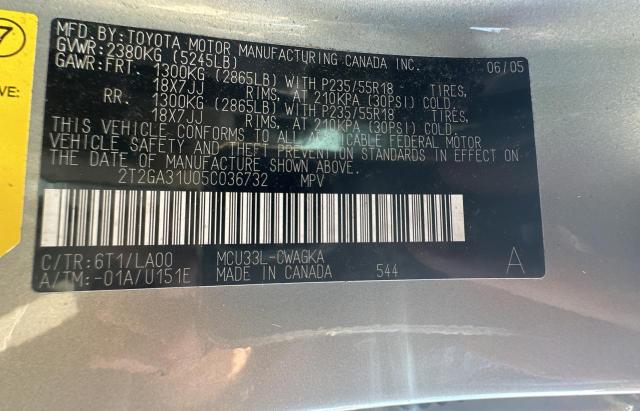 7
VE:
MFD.BY:TOYOTA MOTOR MANUFACTURING CANADA INC. 06/05
GVWR:2380KG (5245LB)
GAWR:FRT. 1300KG (2865LB) WITH P235/55R18 TIRES,
18X7JJ RIMS, AT 210KPA (30PSI) COLD.
RR. 1300KG (2865LB) WITH P235/55R18 TIRES,
18X7JJ RIMS, AT 210KPA (30PSI) COLD.
THIS VEHICLE CONFORMS TO ALL APPLICABLE FEDERAL MOTOR
VEHICLE SAFETY AND THEFT PREVENTION STANDARDS IN EFFECT ON
THE DATE OF MANUFACTURE SHOWN ABOVE.
2T2GA31U05C036732 MPV
C/TR:6T1/LA00 MCU33L-CWAGKA
A/TM:-01A/U151E MADE IN CANADA 544 A